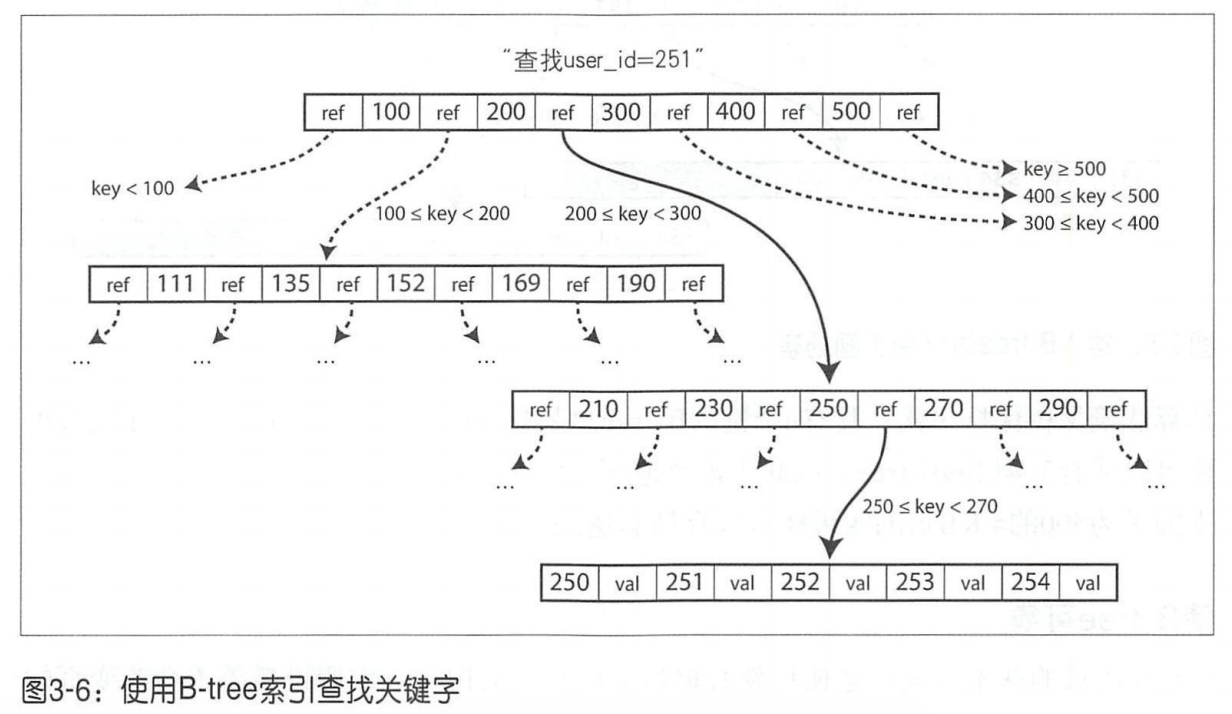 “查找user_id=251”
ref 100 ref 200 ref 300 ref 400 ref 500 ref
key < 100
100 ≤ key < 200
200 ≤ key < 300
key ≥ 500
400 ≤ key < 500
300 ≤ key < 400
ref 111 ref 135 ref 152 ref 169 ref 190 ref
... ... ... ... ... ...
ref 210 ref 230 ref 250 ref 270 ref 290 ref
... ... ... ... ...
250 ≤ key < 270
250 val 251 val 252 val 253 val 254 val
图3-6：使用B-tree索引查找关键字